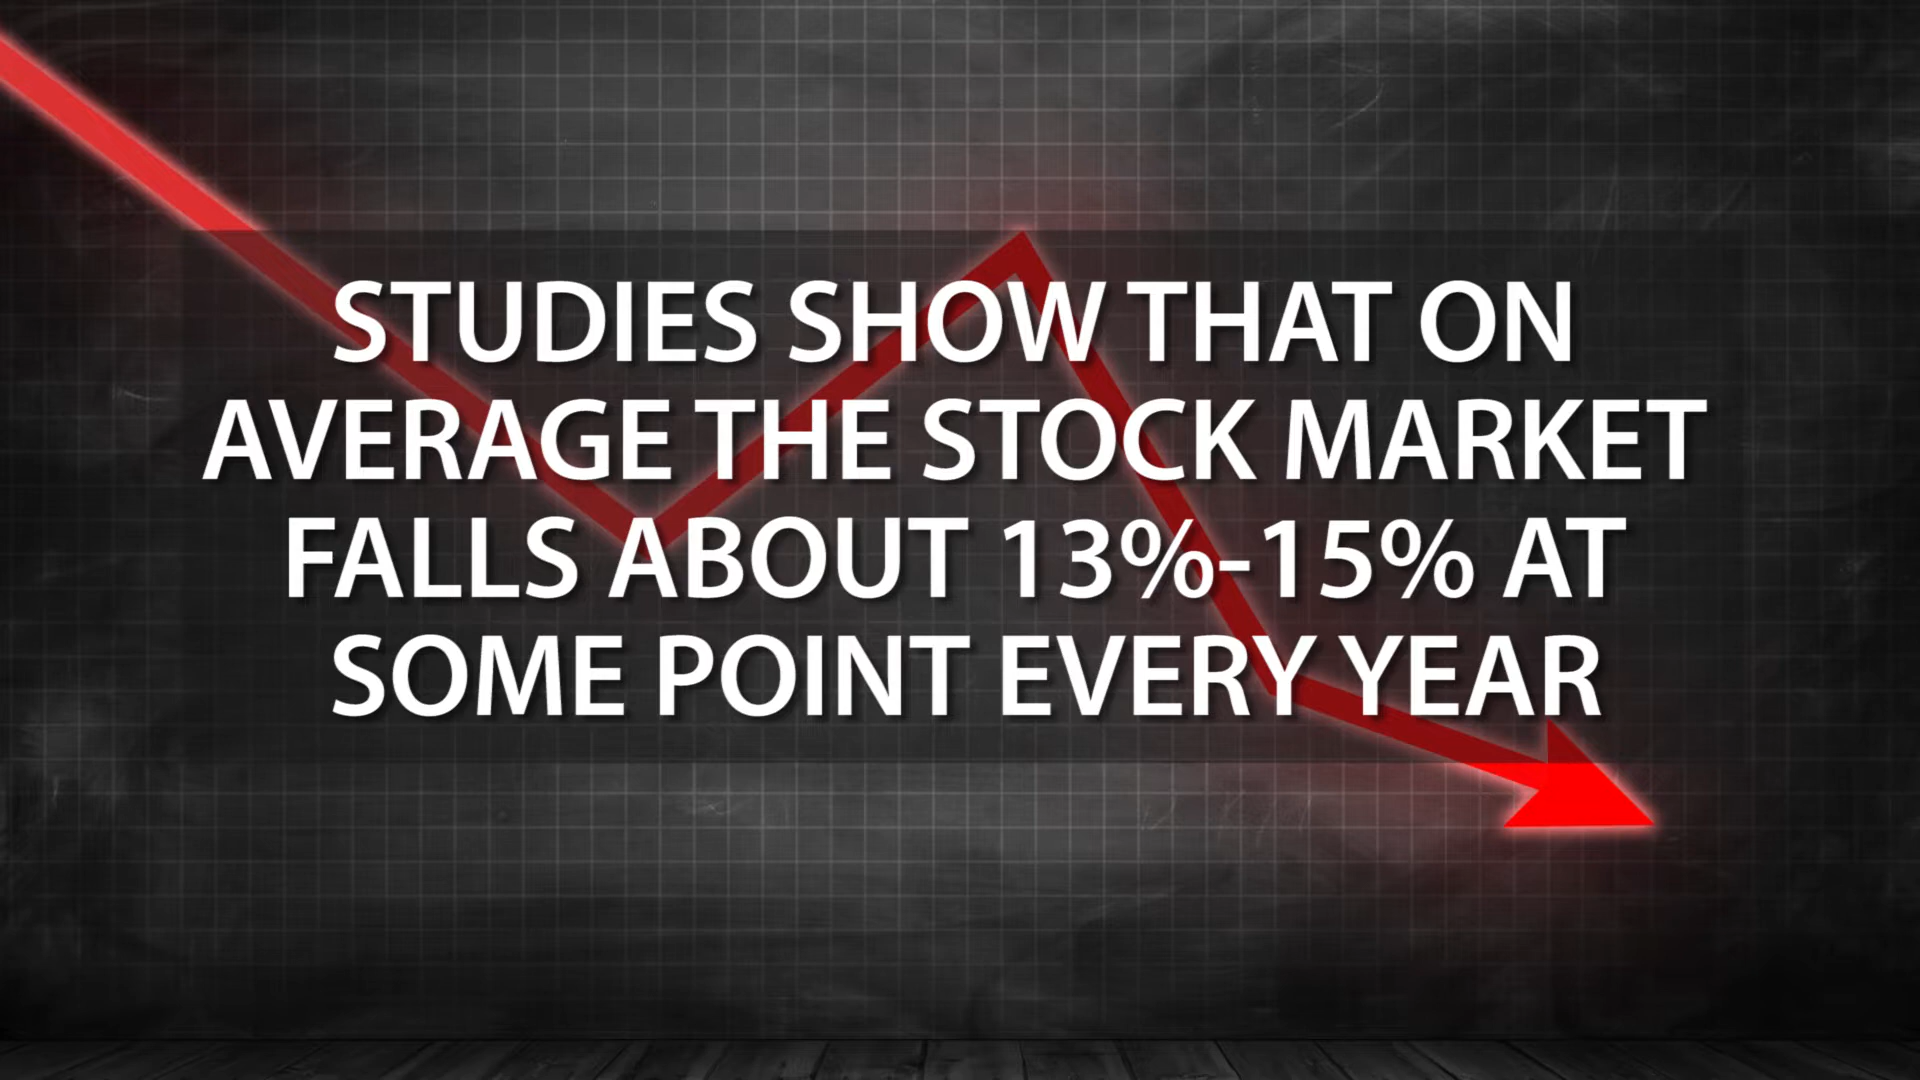 STUDIES SHOW THAT ON
AVERAGE THE STOCK MARKET
FALLS ABOUT 13%-15% AT
SOME POINT EVERY YEAR